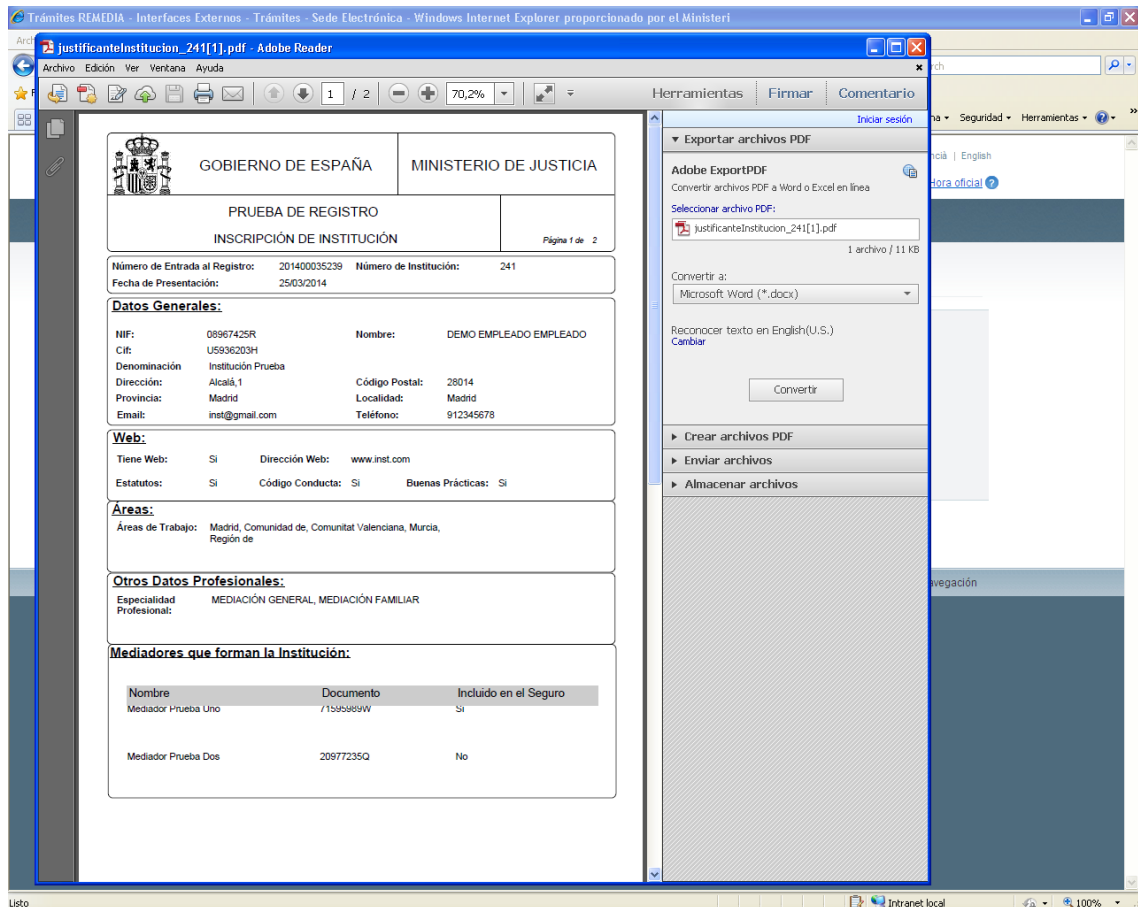 Trámites REMEDIA - Interfaces Externos - Trámites - Sede Electrónica - Windows Internet Explorer proporcionado por el Ministeri
justificanteInstitucion_241[1].pdf - Adobe Reader
Archivo Edición Ver Ventana Ayuda
1 / 2 70,2% Herramientas Firmar Comentario
na Seguridad Herramientas
Iniciar sesión
ncià | English
Hora oficial
GOBIERNO DE ESPAÑA MINISTERIO DE JUSTICIA
PRUEBA DE REGISTRO
INSCRIPCIÓN DE INSTITUCIÓN Página 1 de 2
Número de Entrada al Registro: 201400035239 Número de Institución: 241
Fecha de Presentación: 25/03/2014
Datos Generales:
NIF: 08967425R Nombre: DEMO EMPLEADO EMPLEADO
Cif: U5936203H
Denominación Institución Prueba
Dirección: Alcalá,1 Código Postal: 28014
Provincia: Madrid Localidad: Madrid
Email: inst@gmail.com Teléfono: 912345678
Web:
Tiene Web: Si Dirección Web: www.inst.com
Estatutos: Si Código Conducta: Si Buenas Prácticas: Si
Áreas:
Áreas de Trabajo: Madrid, Comunidad de, Comunitat Valenciana, Murcia,
Región de
Otros Datos Profesionales:
Especialidad MEDIACIÓN GENERAL, MEDIACIÓN FAMILIAR
Profesional:
Mediadores que forman la Institución:
Nombre Documento Incluido en el Seguro
Mediador Prueba Uno 71595989W Si
Mediador Prueba Dos 20977235Q No
Exportar archivos PDF
Adobe ExportPDF
Convertir archivos PDF a Word o Excel en línea
Seleccionar archivo PDF:
justificanteInstitucion_241[1].pdf
1 archivo / 11 KB
Convertir a:
Microsoft Word (*.docx)
Reconocer texto en English(U.S.)
Cambiar
Convertir
Crear archivos PDF
Enviar archivos
Almacenar archivos
avegación
Listo Intranet local 100%